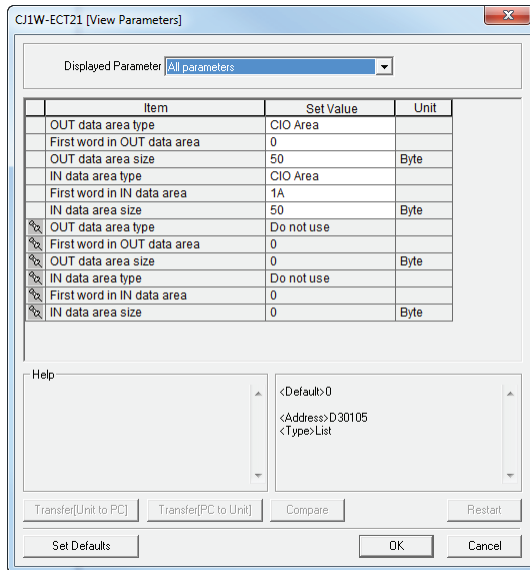 CJ1W-ECT21 [View Parameters]
Displayed Parameter All parameters
Item Set Value Unit
OUT data area type CIO Area
First word in OUT data area 0
OUT data area size 50 Byte
IN data area type CIO Area
First word in IN data area 1A
IN data area size 50 Byte
OUT data area type Do not use
First word in OUT data area 0
OUT data area size 0 Byte
IN data area type Do not use
First word in IN data area 0
IN data area size 0 Byte
Help
<Default>0
<Address>D30105
<Type>List
Transfer[Unit to PC] Transfer[PC to Unit] Compare Restart
Set Defaults OK Cancel